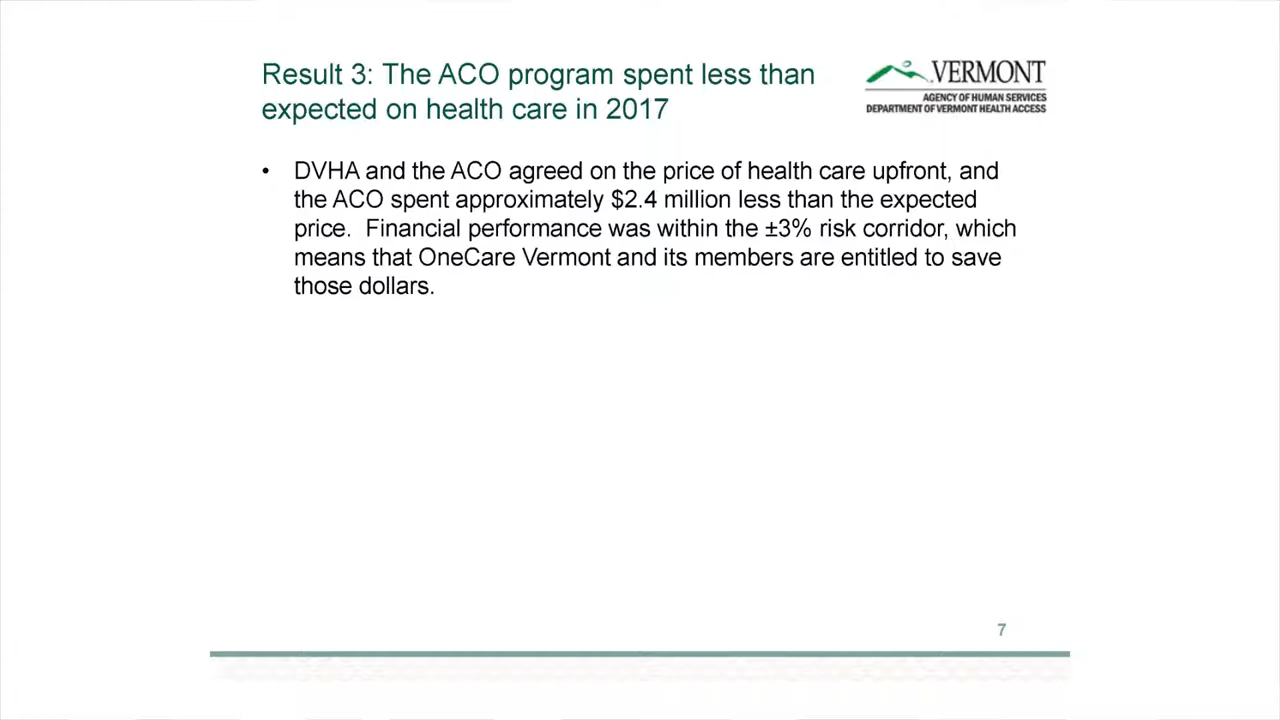 Result 3: The ACO program spent less than
expected on health care in 2017
VERMONT
AGENCY OF HUMAN SERVICES
DEPARTMENT OF VERMONT HEALTH ACCESS
• DVHA and the ACO agreed on the price of health care upfront, and
the ACO spent approximately $2.4 million less than the expected
price.  Financial performance was within the ±3% risk corridor, which
means that OneCare Vermont and its members are entitled to save
those dollars.
7